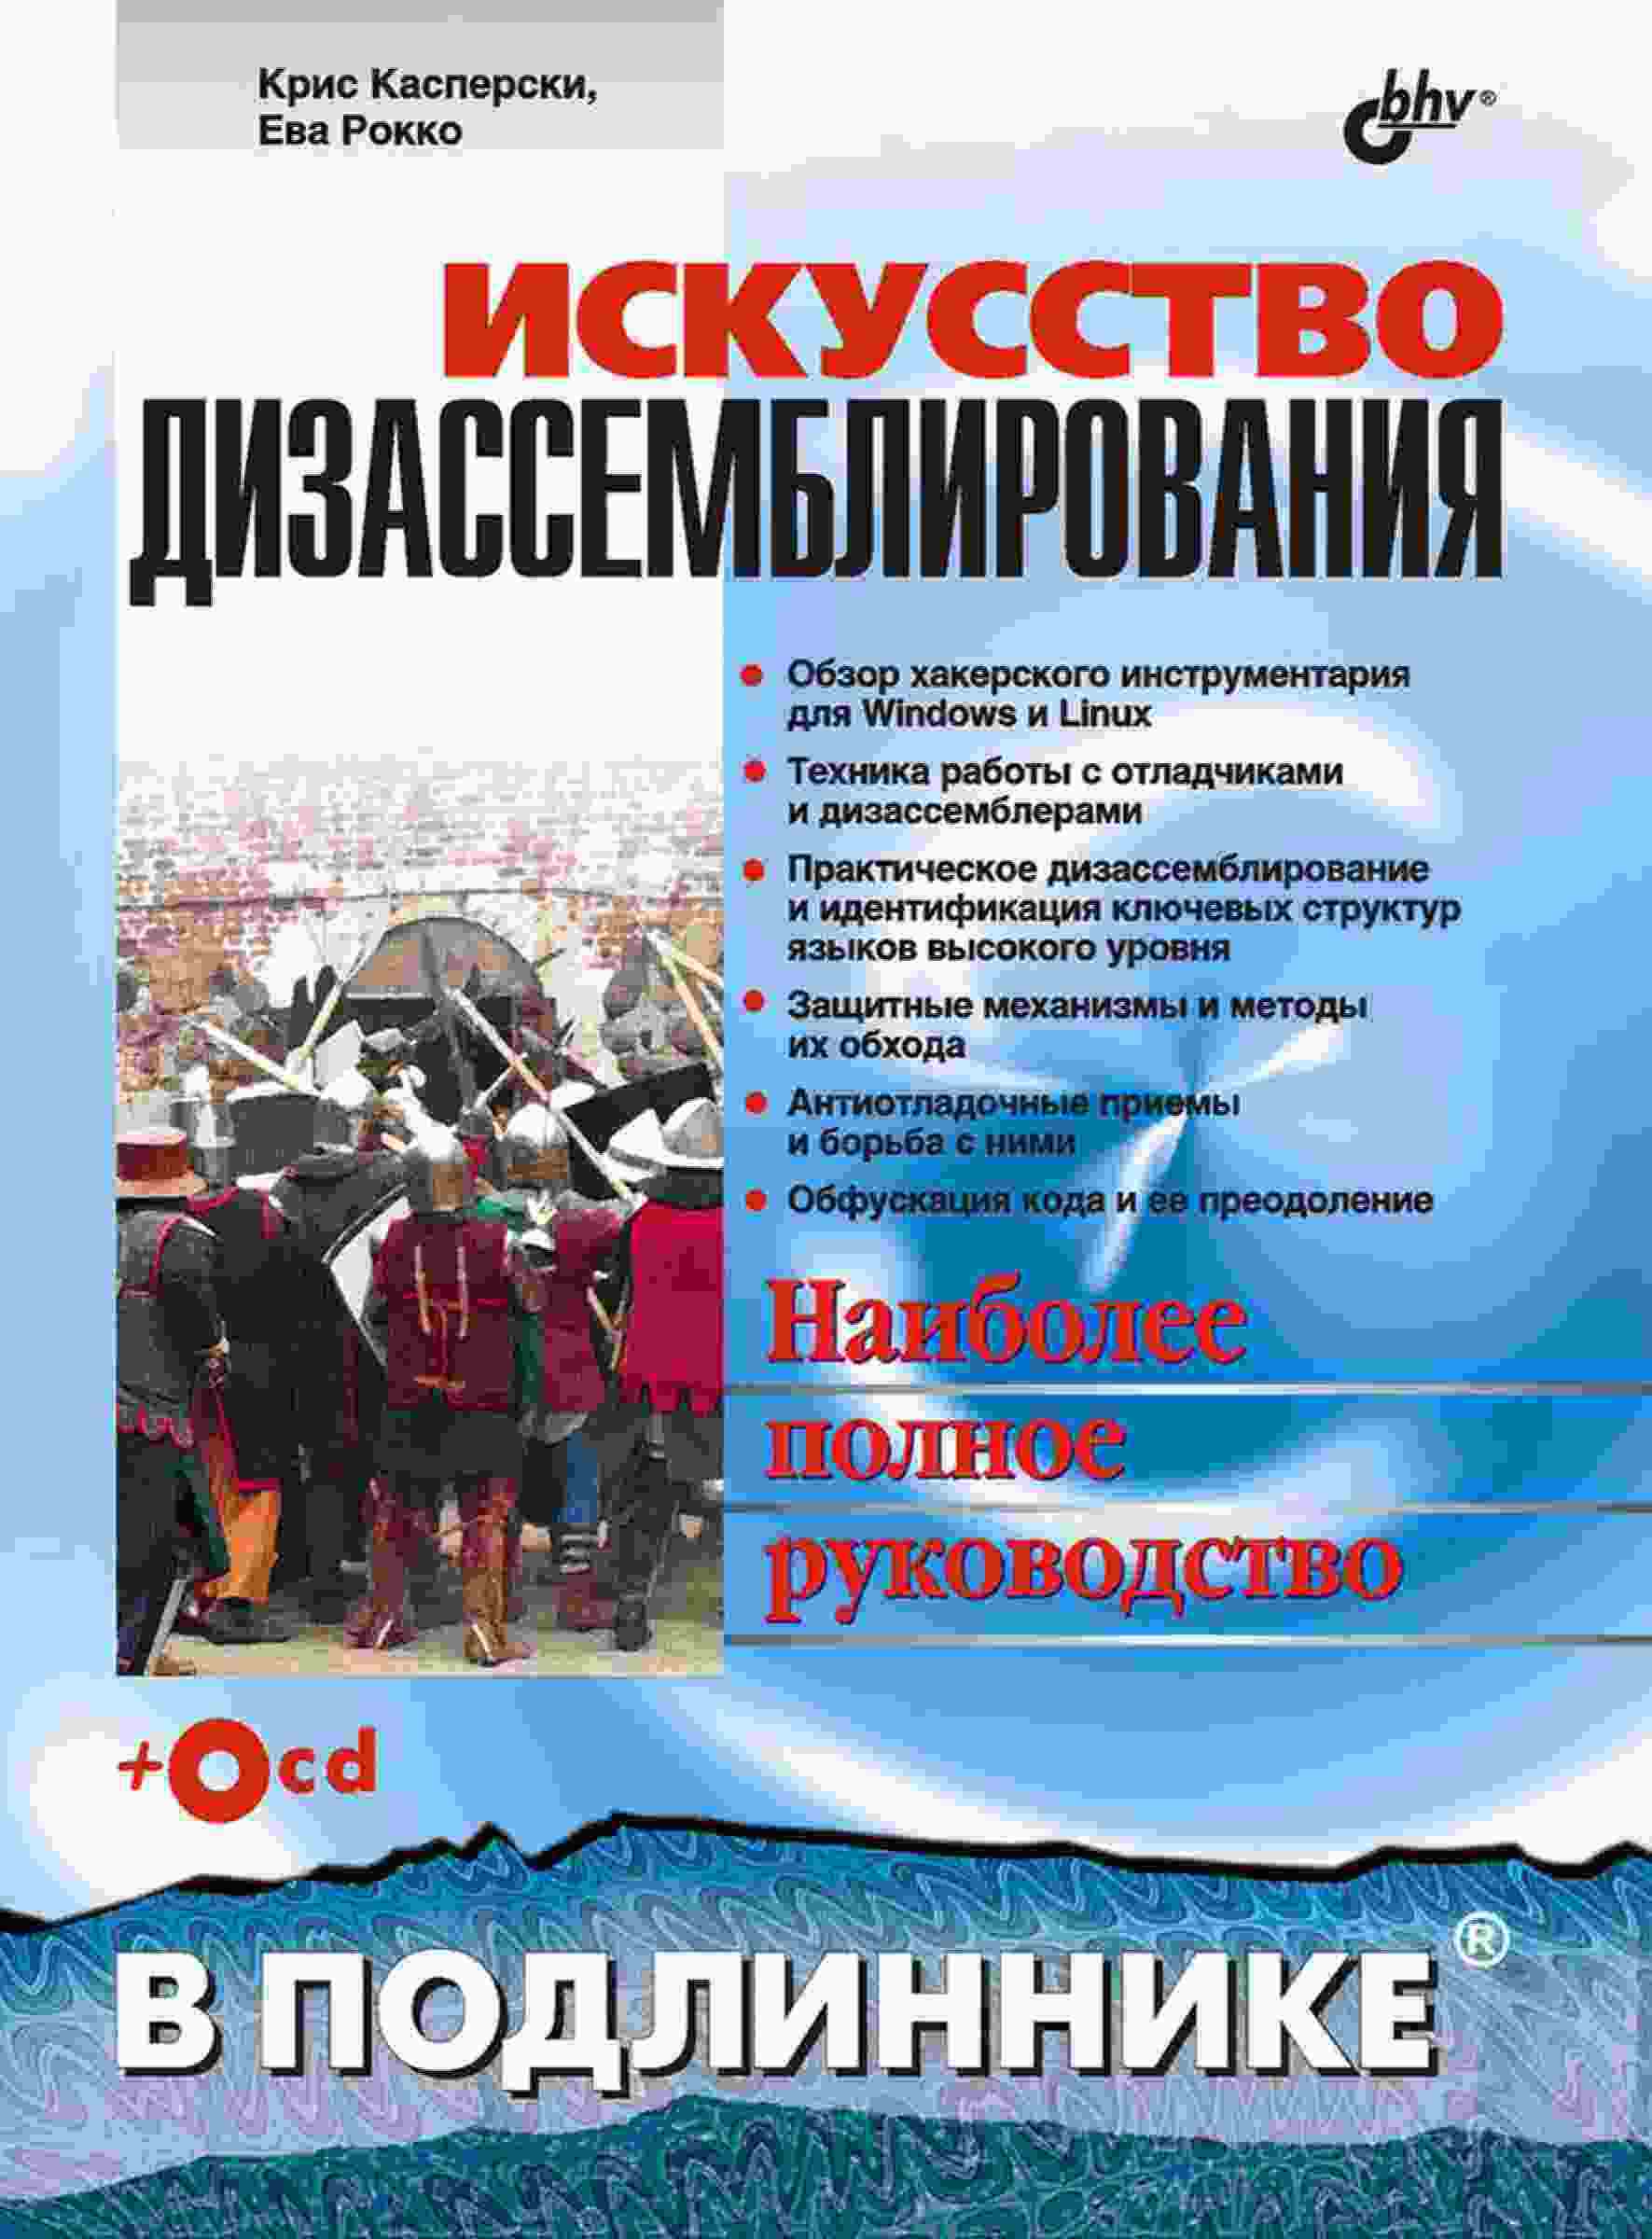 Крис Касперски,
Ева Рокко
bhv®
ИСКУССТВО
ДИЗАССЕМБЛИРОВАНИЯ
• Обзор хакерского инструментария
для Windows и Linux
• Техника работы с отладчиками
и дизассемблерами
• Практическое дизассемблирование
и идентификация ключевых структур
языков высокого уровня
• Защитные механизмы и методы
их обхода
• Антиотладочные приемы
и борьба с ними
• Обфускация кода и ее преодоление
Наиболее
полное
руководство
+ cd
В ПОДЛИННИКЕ®